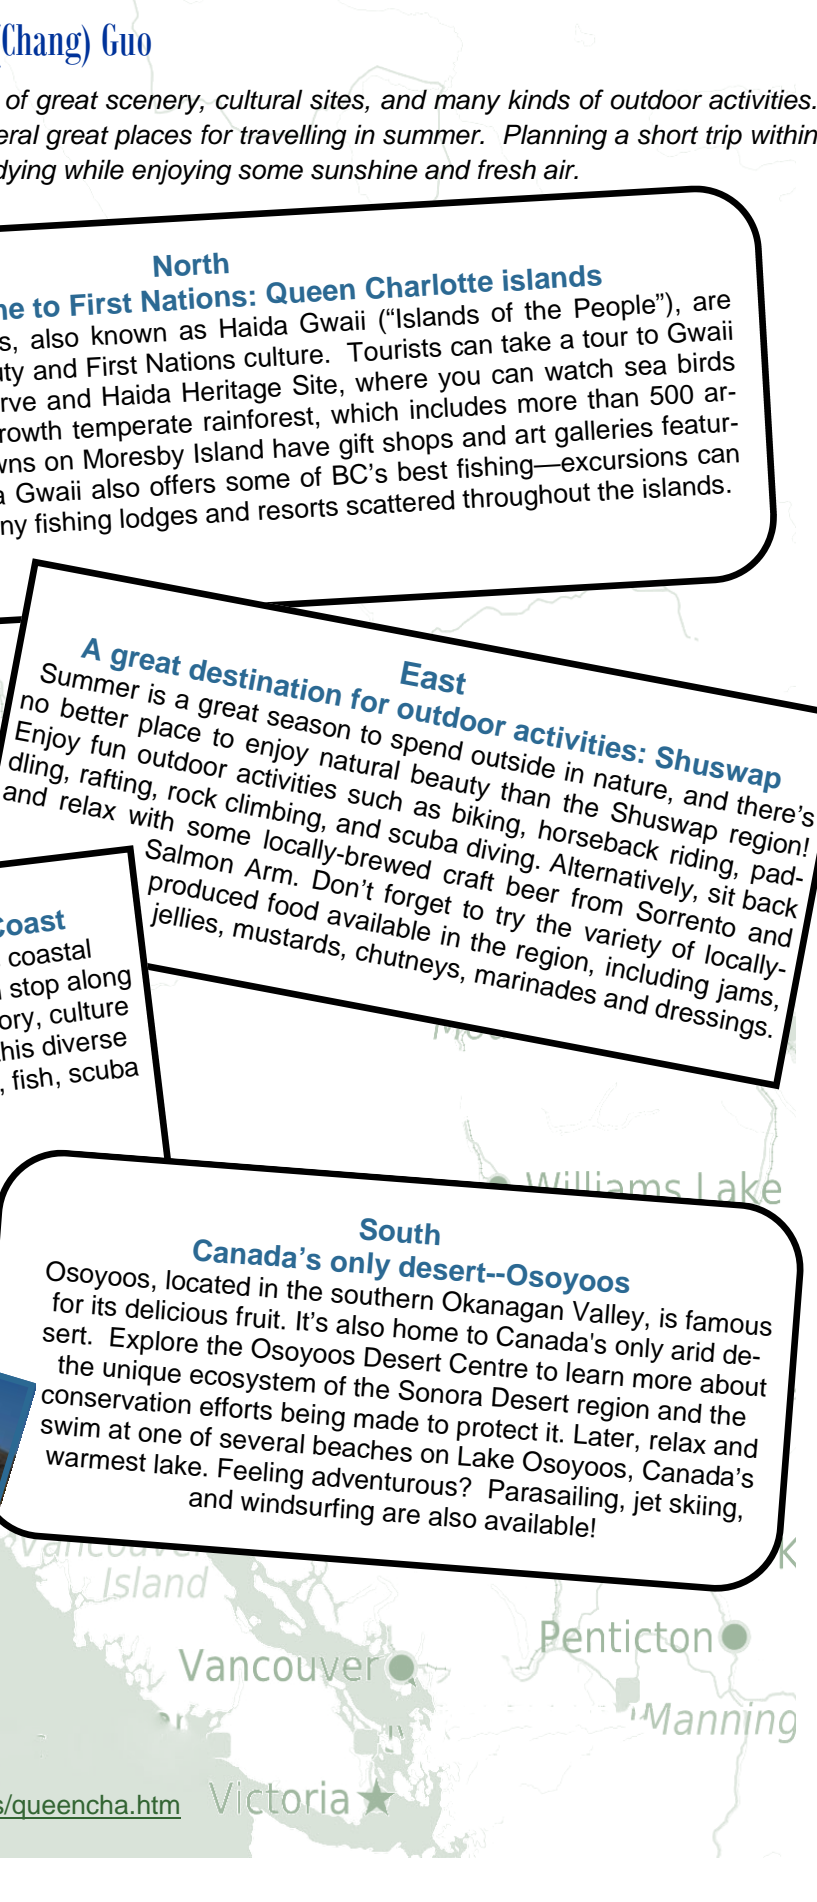 (Chang) Guo
of great scenery, cultural sites, and many kinds of outdoor activities.
eral great places for travelling in summer.  Planning a short trip within
dying while enjoying some sunshine and fresh air.
North
ne to First Nations: Queen Charlotte islands
s, also known as Haida Gwaii (“Islands of the People”), are
uty and First Nations culture.  Tourists can take a tour to Gwaii
rve and Haida Heritage Site, where you can watch sea birds
rowth temperate rainforest, which includes more than 500 ar-
wns on Moresby Island have gift shops and art galleries featur-
a Gwaii also offers some of BC’s best fishing—excursions can
ny fishing lodges and resorts scattered throughout the islands.
East
A great destination for outdoor activities: Shuswap
Summer is a great season to spend outside in nature, and there’s
no better place to enjoy natural beauty than the Shuswap region!
Enjoy fun outdoor activities such as biking, horseback riding, pad-
dling, rafting, rock climbing, and scuba diving. Alternatively, sit back
and relax with some locally-brewed craft beer from Sorrento and
Salmon Arm. Don’t forget to try the variety of locally-
produced food available in the region, including jams,
jellies, mustards, chutneys, marinades and dressings.
Coast
coastal
stop along
ory, culture
his diverse
, fish, scuba
Williams Lake
South
Canada’s only desert--Osoyoos
Osoyoos, located in the southern Okanagan Valley, is famous
for its delicious fruit. It’s also home to Canada's only arid de-
sert.  Explore the Osoyoos Desert Centre to learn more about
the unique ecosystem of the Sonora Desert region and the
conservation efforts being made to protect it. Later, relax and
swim at one of several beaches on Lake Osoyoos, Canada’s
warmest lake. Feeling adventurous?  Parasailing, jet skiing,
and windsurfing are also available!
Vancouver
Island
Penticton
Vancouver
Manning
Victoria
s/queencha.htm